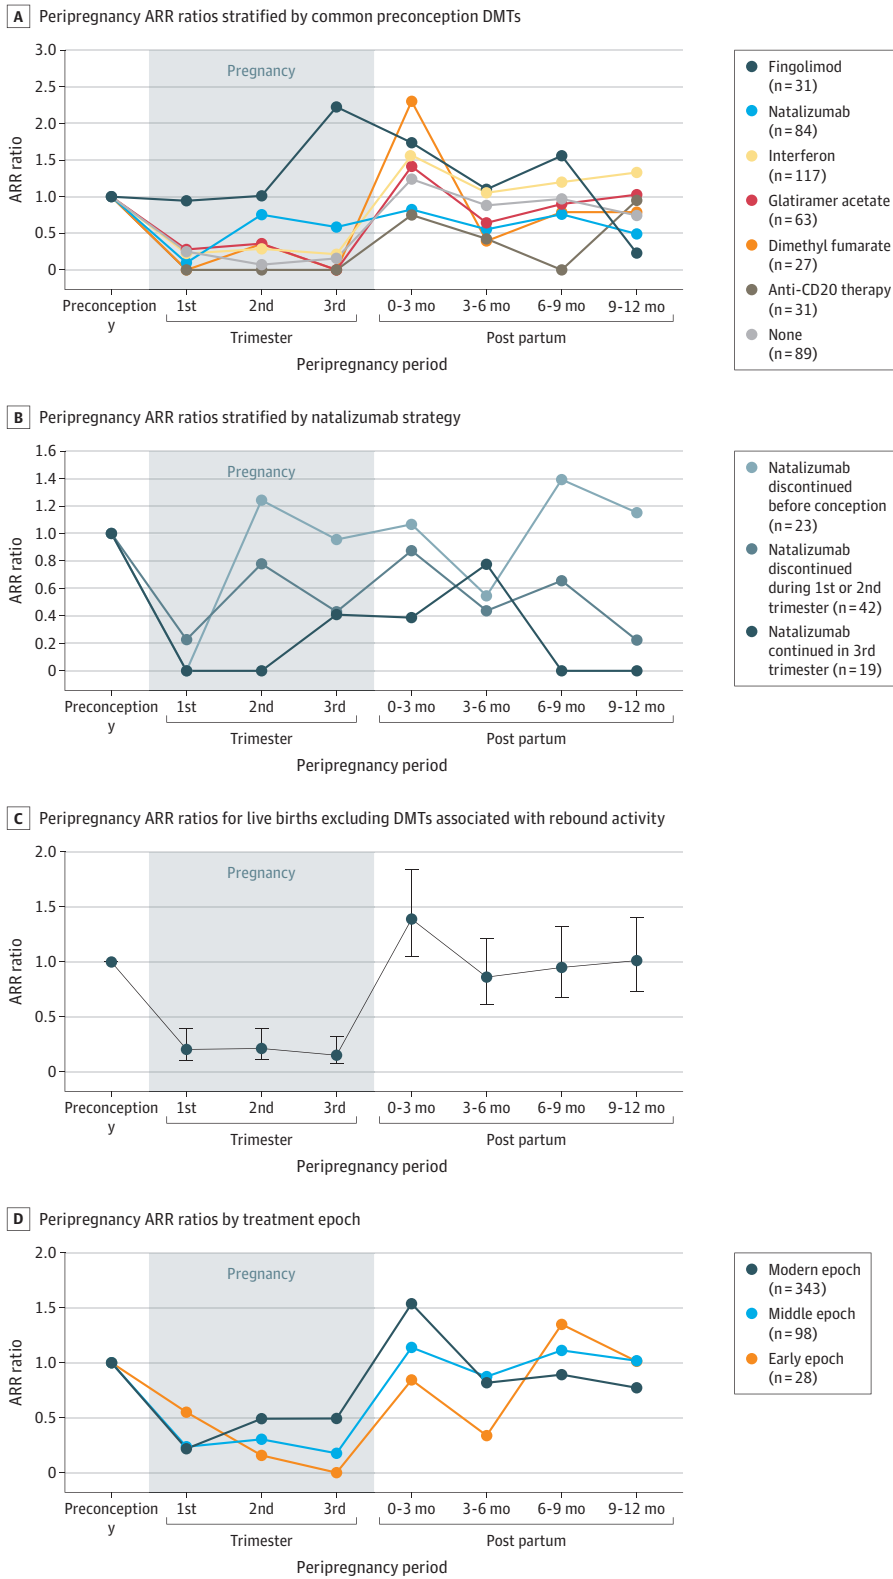 A Peripregnancy ARR ratios stratified by common preconception DMTs
3.0
2.5
2.0
1.5
1.0
0.5
0
ARR ratio
Pregnancy
Preconception
y
1st
2nd
3rd
0-3 mo
3-6 mo
6-9 mo
9-12 mo
Trimester
Post partum
Peripregnancy period
Fingolimod
(n = 31)
Natalizumab
(n = 84)
Interferon
(n = 117)
Glatiramer acetate
(n = 63)
Dimethyl fumarate
(n = 27)
Anti-CD20 therapy
(n = 31)
None
(n = 89)
B Peripregnancy ARR ratios stratified by natalizumab strategy
1.6
1.4
1.2
1.0
0.8
0.6
0.4
0.2
0
ARR ratio
Pregnancy
Preconception
y
1st
2nd
3rd
0-3 mo
3-6 mo
6-9 mo
9-12 mo
Trimester
Post partum
Peripregnancy period
Natalizumab
discontinued
before conception
(n = 23)
Natalizumab
discontinued
during 1st or 2nd
trimester (n = 42)
Natalizumab
continued in 3rd
trimester (n = 19)
C Peripregnancy ARR ratios for live births excluding DMTs associated with rebound activity
2.0
1.5
1.0
0.5
0
ARR ratio
Pregnancy
Preconception
y
1st
2nd
3rd
0-3 mo
3-6 mo
6-9 mo
9-12 mo
Trimester
Post partum
Peripregnancy period
D Peripregnancy ARR ratios by treatment epoch
2.0
1.5
1.0
0.5
0
ARR ratio
Pregnancy
Preconception
y
1st
2nd
3rd
0-3 mo
3-6 mo
6-9 mo
9-12 mo
Trimester
Post partum
Peripregnancy period
Modern epoch
(n = 343)
Middle epoch
(n = 98)
Early epoch
(n = 28)